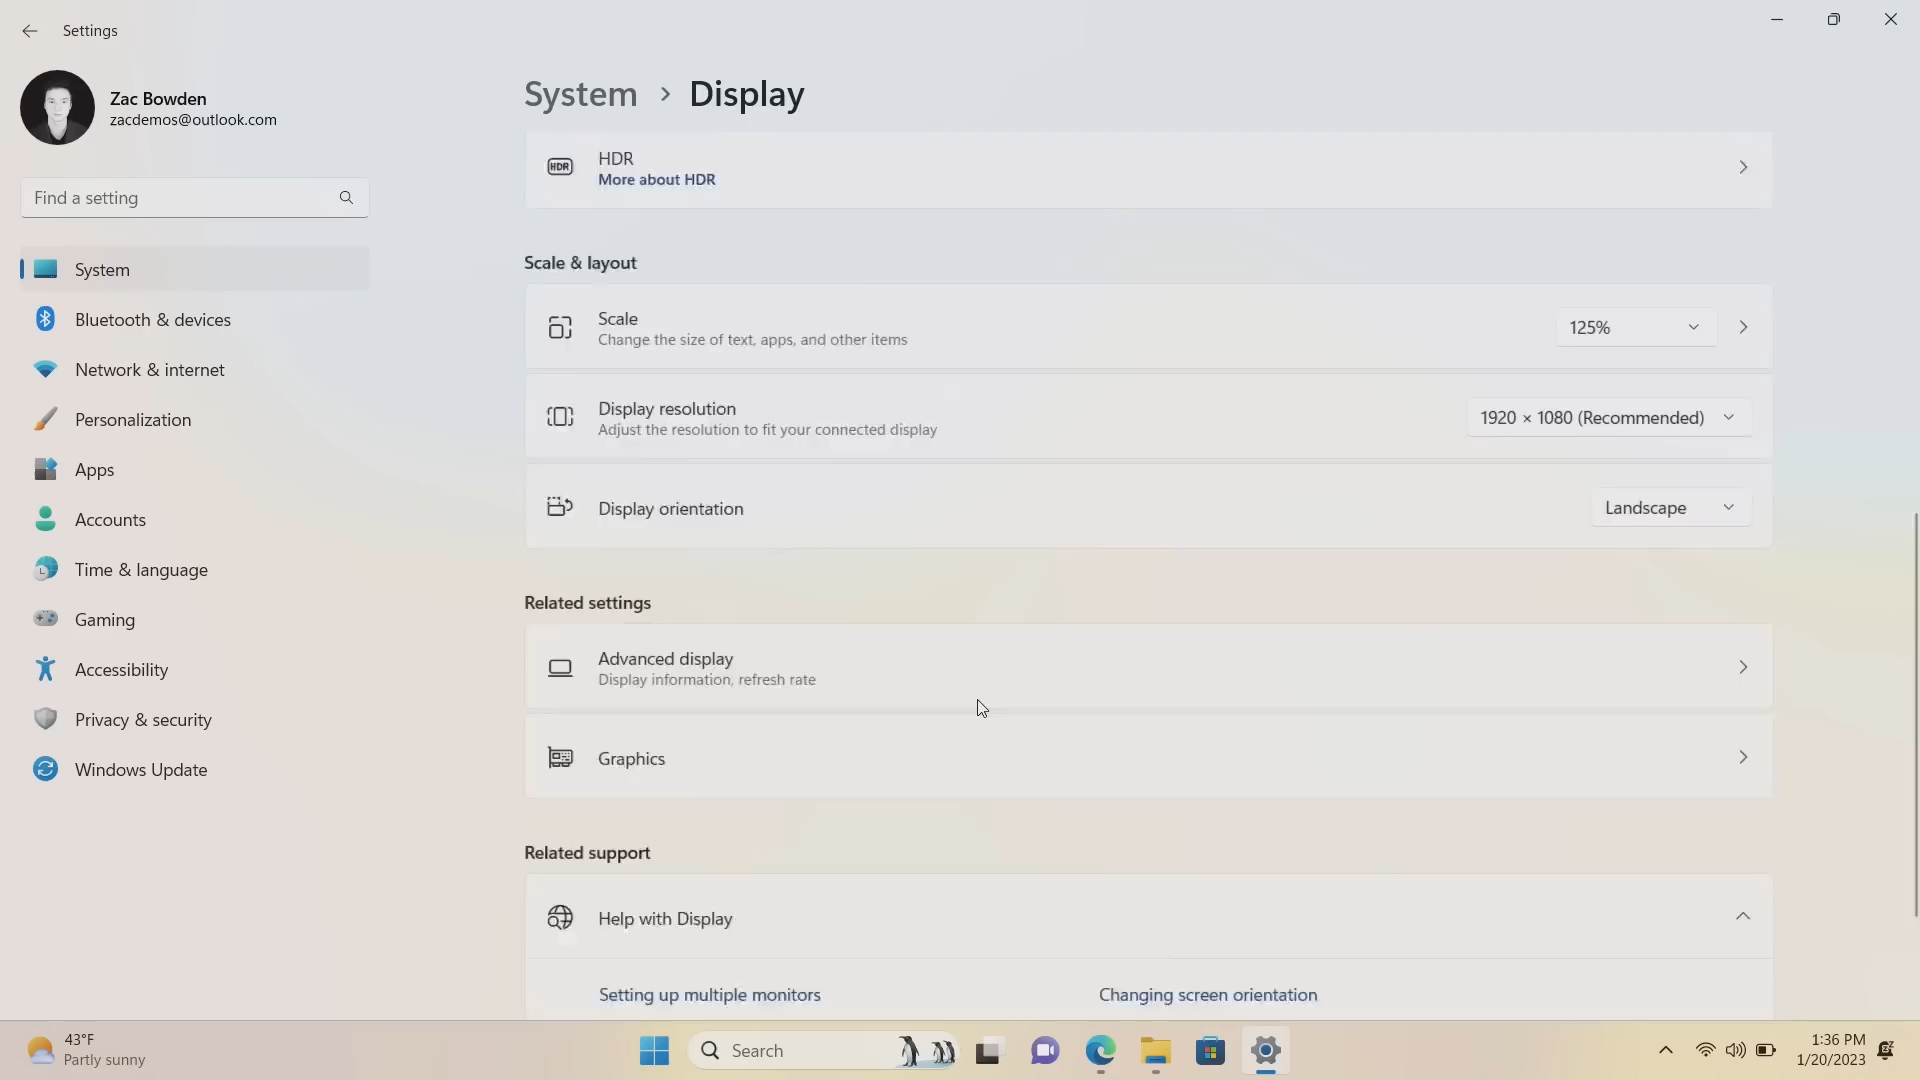 Settings
Zac Bowden
zacdemos@outlook.com
Find a setting
System
Bluetooth & devices
Network & internet
Personalization
Apps
Accounts
Time & language
Gaming
Accessibility
Privacy & security
Windows Update
System > Display
HDR
HDR
More about HDR
Scale & layout
Scale
Change the size of text, apps, and other items
125%
Display resolution
Adjust the resolution to fit your connected display
1920 × 1080 (Recommended)
Display orientation
Landscape
Related settings
Advanced display
Display information, refresh rate
Graphics
Related support
Help with Display
Setting up multiple monitors
Changing screen orientation
43°F
Partly sunny
Search
1:36 PM
1/20/2023